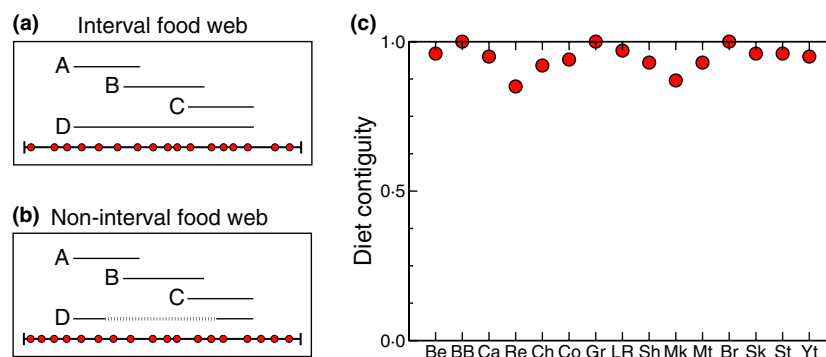 (a) Interval food web
A
B
C
D
(b) Non-interval food web
A
B
C
D
(c)
Diet contiguity
1·0
0·5
0·0
Be BB Ca Re Ch Co Gr LR Sh Mk Mt Br Sk St Yt